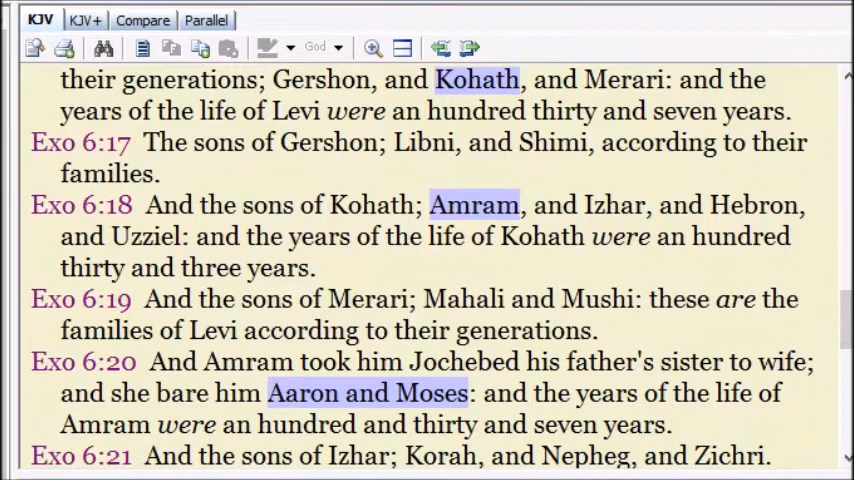 KJV KJV+ Compare Parallel
God
their generations; Gershon, and Kohath, and Merari: and the
years of the life of Levi were an hundred thirty and seven years.
Exo 6:17 The sons of Gershon; Libni, and Shimi, according to their
families.
Exo 6:18 And the sons of Kohath; Amram, and Izhar, and Hebron,
and Uzziel: and the years of the life of Kohath were an hundred
thirty and three years.
Exo 6:19 And the sons of Merari; Mahali and Mushi: these are the
families of Levi according to their generations.
Exo 6:20 And Amram took him Jochebed his father's sister to wife;
and she bare him Aaron and Moses: and the years of the life of
Amram were an hundred and thirty and seven years.
Exo 6:21 And the sons of Izhar; Korah, and Nepheg, and Zichri.